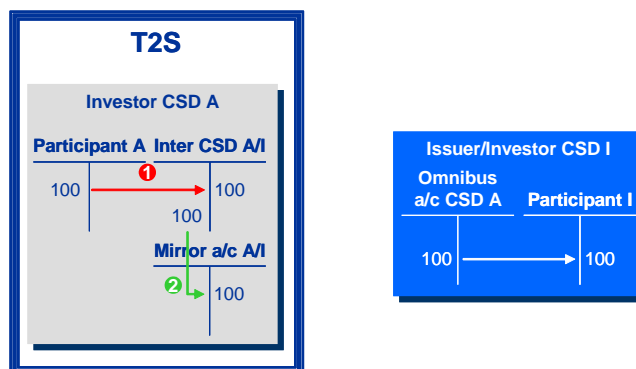 T2S
Investor CSD A
Participant A Inter CSD A/I
1
100 100
100
Mirror a/c A/I
2
100
Issuer/Investor CSD I
Omnibus
a/c CSD A Participant I
100 100